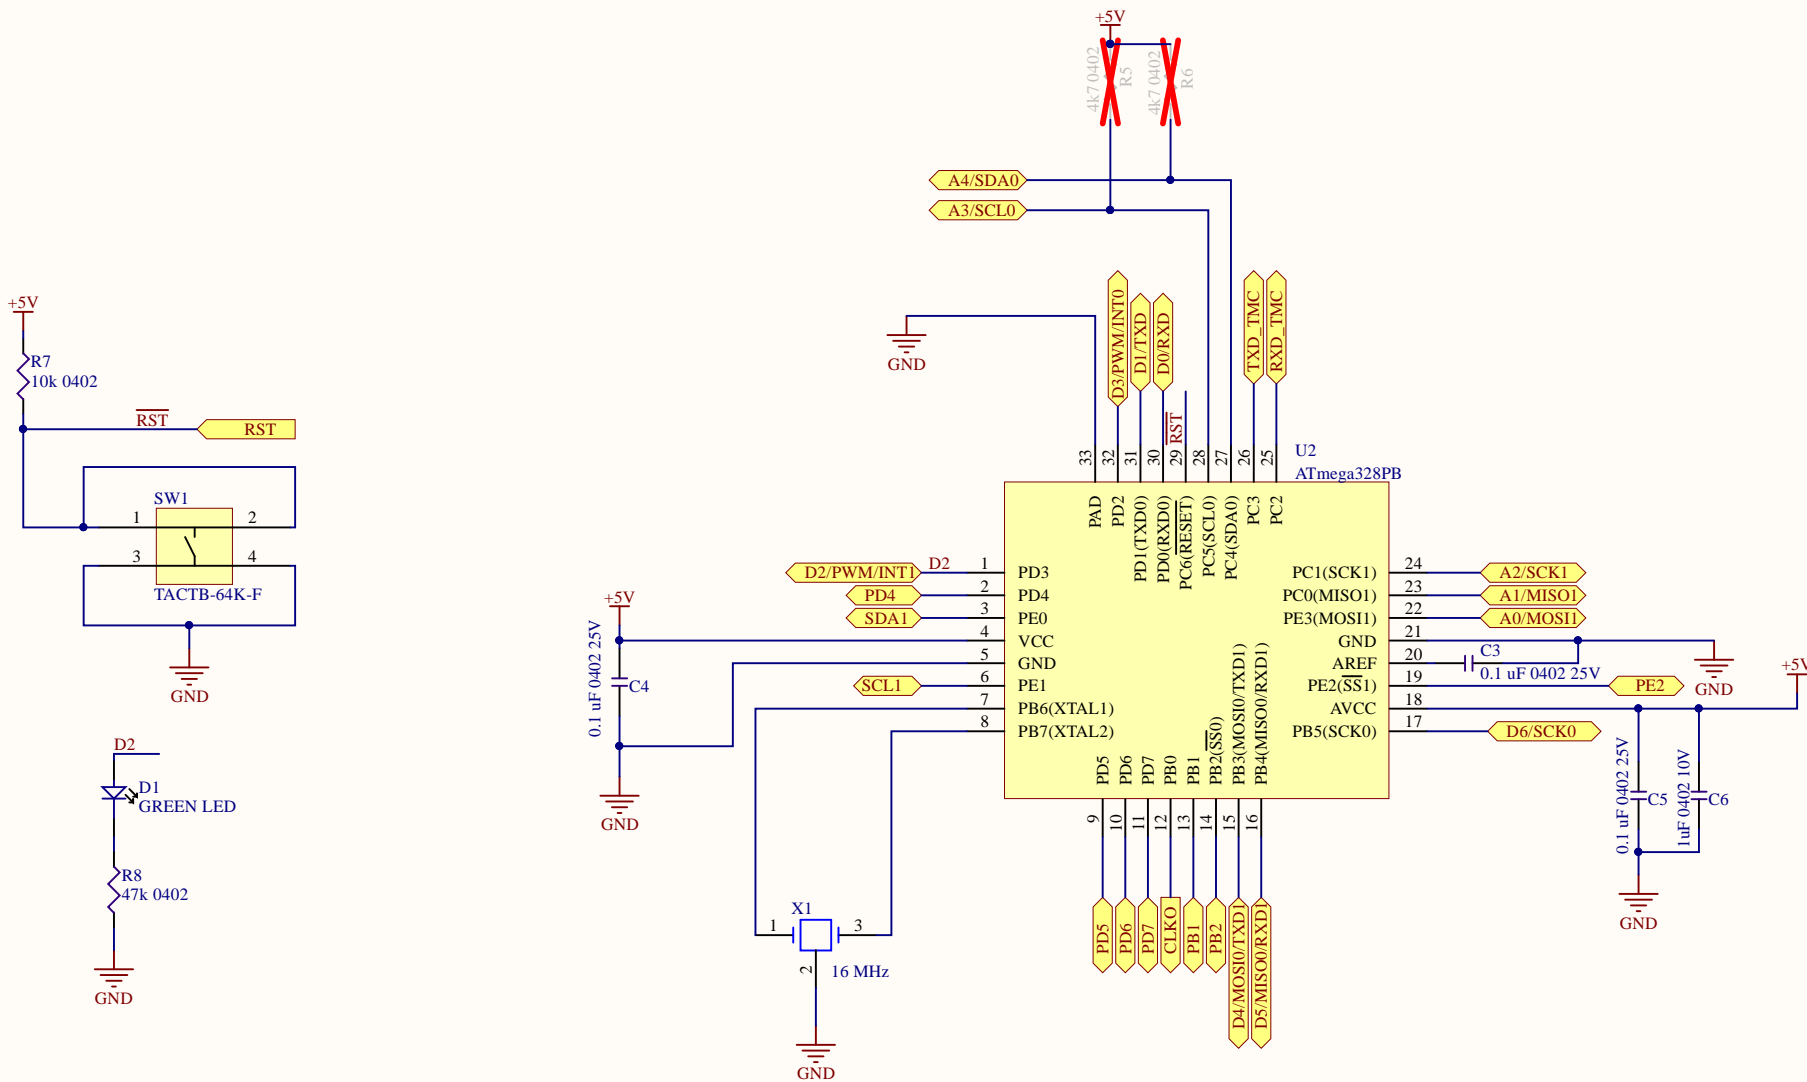 +5V
4k7 0402
R5
4k7 0402
R6
A4/SDA0
A3/SCL0
+5V
R7
10k 0402
RST
RST
SW1
1
2
3
4
TACTB-64K-F
GND
D2
D1
GREEN LED
R8
47k 0402
GND
GND
D3/PWM/INT0
D1/TXD
D0/RXD
RST
TXD_TMC
RXD_TMC
33
32
31
30
29
28
27
26
25
U2
ATmega328PB
PAD
PD2
PD1(TXD0)
PD0(RXD0)
PC6(RESET)
PC5(SCL0)
PC4(SDA0)
PC3
PC2
D2/PWM/INT1
D2
1
PD3
PD4
2
PD4
SDA1
3
PE0
4
VCC
5
GND
SCL1
6
PE1
7
PB6(XTAL1)
8
PB7(XTAL2)
+5V
0.1 uF 0402 25V
C4
GND
PC1(SCK1)
24
A2/SCK1
PC0(MISO1)
23
A1/MISO1
PE3(MOSI1)
22
A0/MOSI1
GND
21
AREF
20
C3
0.1 uF 0402 25V
PE2(SS1)
19
PE2
AVCC
18
PB5(SCK0)
17
D6/SCK0
GND
+5V
0.1 uF 0402 25V
C5
1uF 0402 10V
C6
GND
PD5
PD6
PD7
PB0
PB1
PB2(SS0)
PB3(MOSI0/TXD1)
PB4(MISO0/RXD1)
9
10
11
12
13
14
15
16
PD5
PD6
PD7
CLKO
PB1
PB2
D4/MOSI0/TXD1
D5/MISO0/RXD1
X1
1
3
2
16 MHz
GND